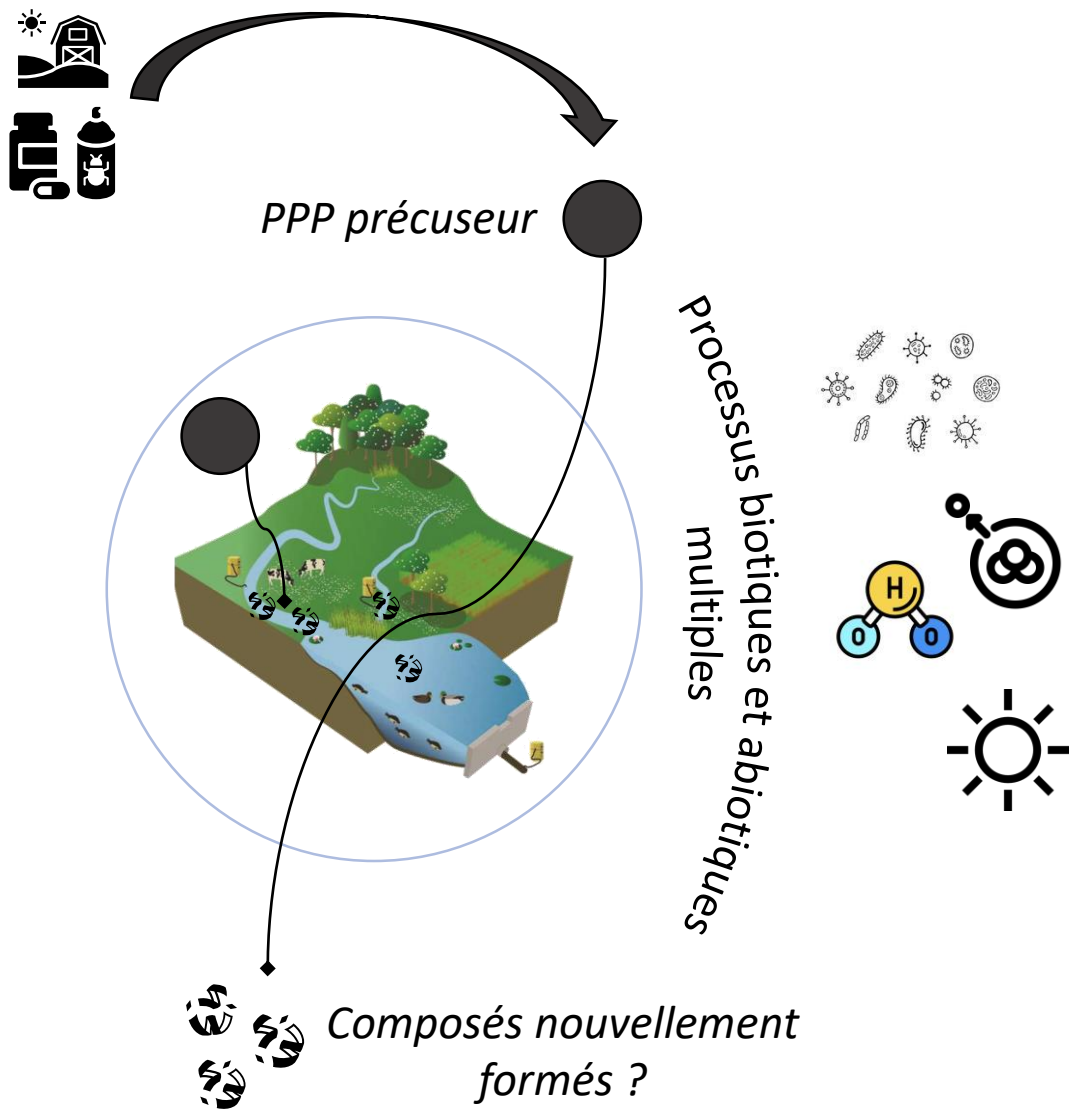 PPP précuseur
Processus biotiques et abiotiques
multiples
H
O O
Composés nouvellement
formés ?